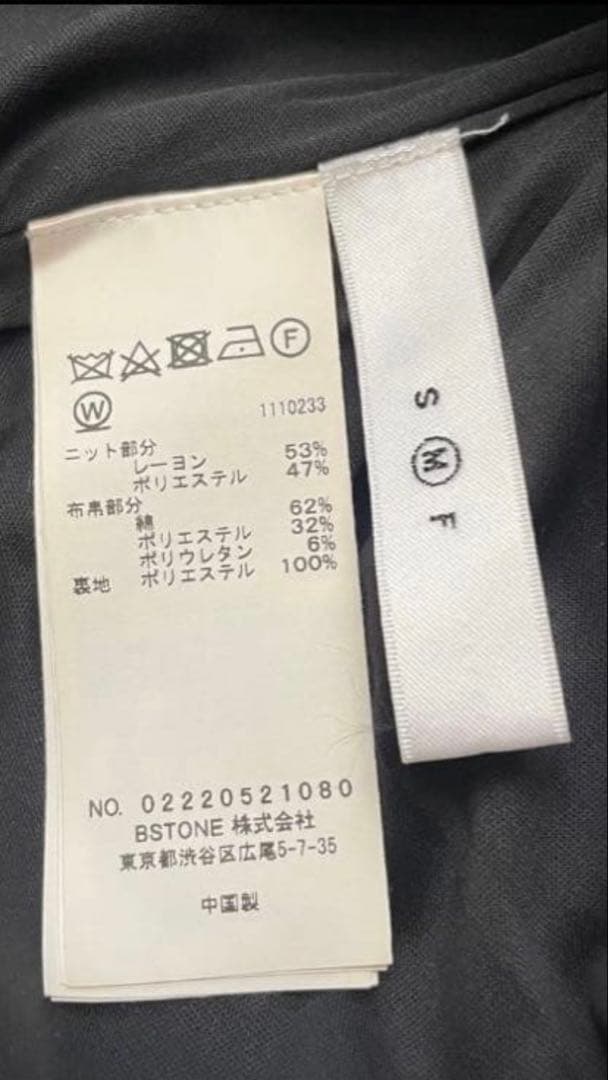 F
W
1110233
ニット部分
レーヨン 53%
ポリエステル 47%
布帛部分
綿 62%
ポリエステル 32%
ポリウレタン 6%
裏地 ポリエステル 100%
NO. 02220521080
BSTONE 株式会社
東京都渋谷区広尾5-7-35
中国製
S M F